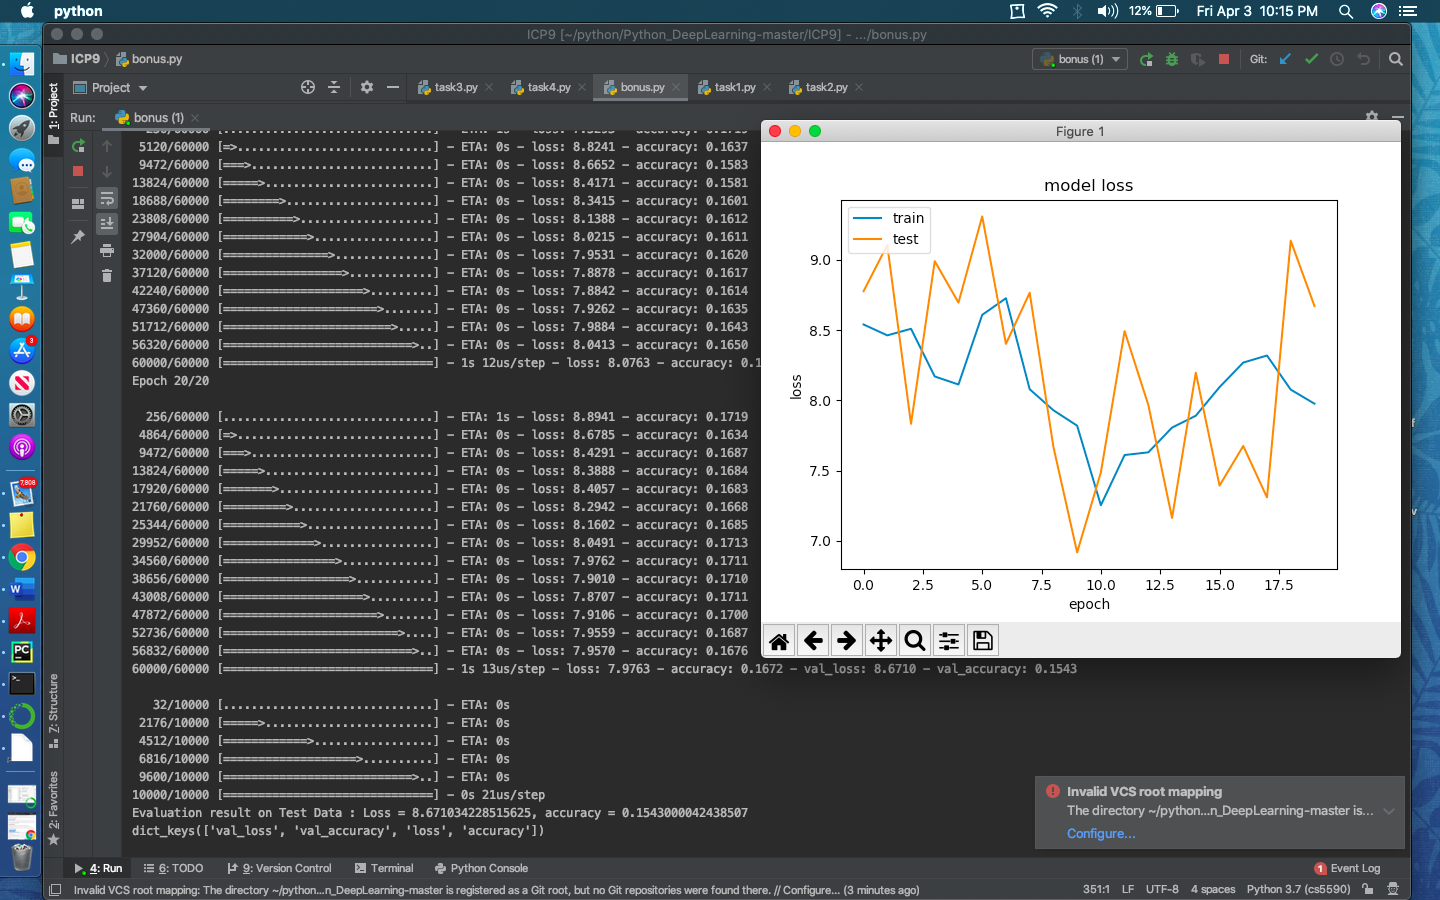 python
12%
Fri Apr 3 10:15 PM
ICP9 [~/python/Python_DeepLearning-master/ICP9] - .../bonus.py
ICP9
bonus.py
bonus (1)
Git:
1: Project
Project
task3.py
task4.py
bonus.py
task1.py
task2.py
Run:
bonus (1)
5120/60000 [=>............................] - ETA: 0s - loss: 8.8241 - accuracy: 0.1637
9472/60000 [===>..........................] - ETA: 0s - loss: 8.6652 - accuracy: 0.1583
13824/60000 [=====>........................] - ETA: 0s - loss: 8.4171 - accuracy: 0.1581
18688/60000 [========>.....................] - ETA: 0s - loss: 8.3415 - accuracy: 0.1601
23808/60000 [==========>...................] - ETA: 0s - loss: 8.1388 - accuracy: 0.1612
27904/60000 [============>.................] - ETA: 0s - loss: 8.0215 - accuracy: 0.1611
32000/60000 [===============>..............] - ETA: 0s - loss: 7.9531 - accuracy: 0.1620
37120/60000 [=================>............] - ETA: 0s - loss: 7.8878 - accuracy: 0.1617
42240/60000 [====================>.........] - ETA: 0s - loss: 7.8842 - accuracy: 0.1614
47360/60000 [======================>.......] - ETA: 0s - loss: 7.9262 - accuracy: 0.1635
51712/60000 [========================>.....] - ETA: 0s - loss: 7.9884 - accuracy: 0.1643
56320/60000 [===========================>..] - ETA: 0s - loss: 8.0413 - accuracy: 0.1650
60000/60000 [==============================] - 1s 12us/step - loss: 8.0763 - accuracy: 0.1
Epoch 20/20
256/60000 [..............................] - ETA: 1s - loss: 8.8941 - accuracy: 0.1719
4864/60000 [=>............................] - ETA: 0s - loss: 8.6785 - accuracy: 0.1634
9472/60000 [===>..........................] - ETA: 0s - loss: 8.4291 - accuracy: 0.1687
13824/60000 [=====>........................] - ETA: 0s - loss: 8.3888 - accuracy: 0.1684
17920/60000 [=======>......................] - ETA: 0s - loss: 8.4057 - accuracy: 0.1683
21760/60000 [=========>....................] - ETA: 0s - loss: 8.2942 - accuracy: 0.1668
25344/60000 [===========>..................] - ETA: 0s - loss: 8.1602 - accuracy: 0.1685
29952/60000 [=============>................] - ETA: 0s - loss: 8.0491 - accuracy: 0.1713
34560/60000 [================>.............] - ETA: 0s - loss: 7.9762 - accuracy: 0.1711
38656/60000 [==================>...........] - ETA: 0s - loss: 7.9010 - accuracy: 0.1710
43008/60000 [====================>.........] - ETA: 0s - loss: 7.8707 - accuracy: 0.1711
47872/60000 [======================>.......] - ETA: 0s - loss: 7.9106 - accuracy: 0.1700
52736/60000 [=========================>....] - ETA: 0s - loss: 7.9559 - accuracy: 0.1687
56832/60000 [===========================>..] - ETA: 0s - loss: 7.9570 - accuracy: 0.1676
60000/60000 [==============================] - 1s 13us/step - loss: 7.9763 - accuracy: 0.1672 - val_loss: 8.6710 - val_accuracy: 0.1543
32/10000 [..............................] - ETA: 0s
2176/10000 [=====>........................] - ETA: 0s
4512/10000 [============>.................] - ETA: 0s
6816/10000 [===================>..........] - ETA: 0s
9600/10000 [===========================>..] - ETA: 0s
10000/10000 [==============================] - 0s 21us/step
Evaluation result on Test Data : Loss = 8.671034228515625, accuracy = 0.1543000042438507
dict_keys(['val_loss', 'val_accuracy', 'loss', 'accuracy'])
Figure 1
model loss
train
test
9.0
8.5
8.0
7.5
7.0
loss
0.0 2.5 5.0 7.5 10.0 12.5 15.0 17.5
epoch
3
7,808
PC
Z: Structure
2: Favorites
Invalid VCS root mapping
The directory ~/python...n_DeepLearning-master is...
Configure...
4: Run
6: TODO
9: Version Control
Terminal
Python Console
1 Event Log
Invalid VCS root mapping: The directory ~/python...n_DeepLearning-master is registered as a Git root, but no Git repositories were found there. // Configure... (3 minutes ago)
351:1 LF UTF-8 4 spaces Python 3.7 (cs5590)